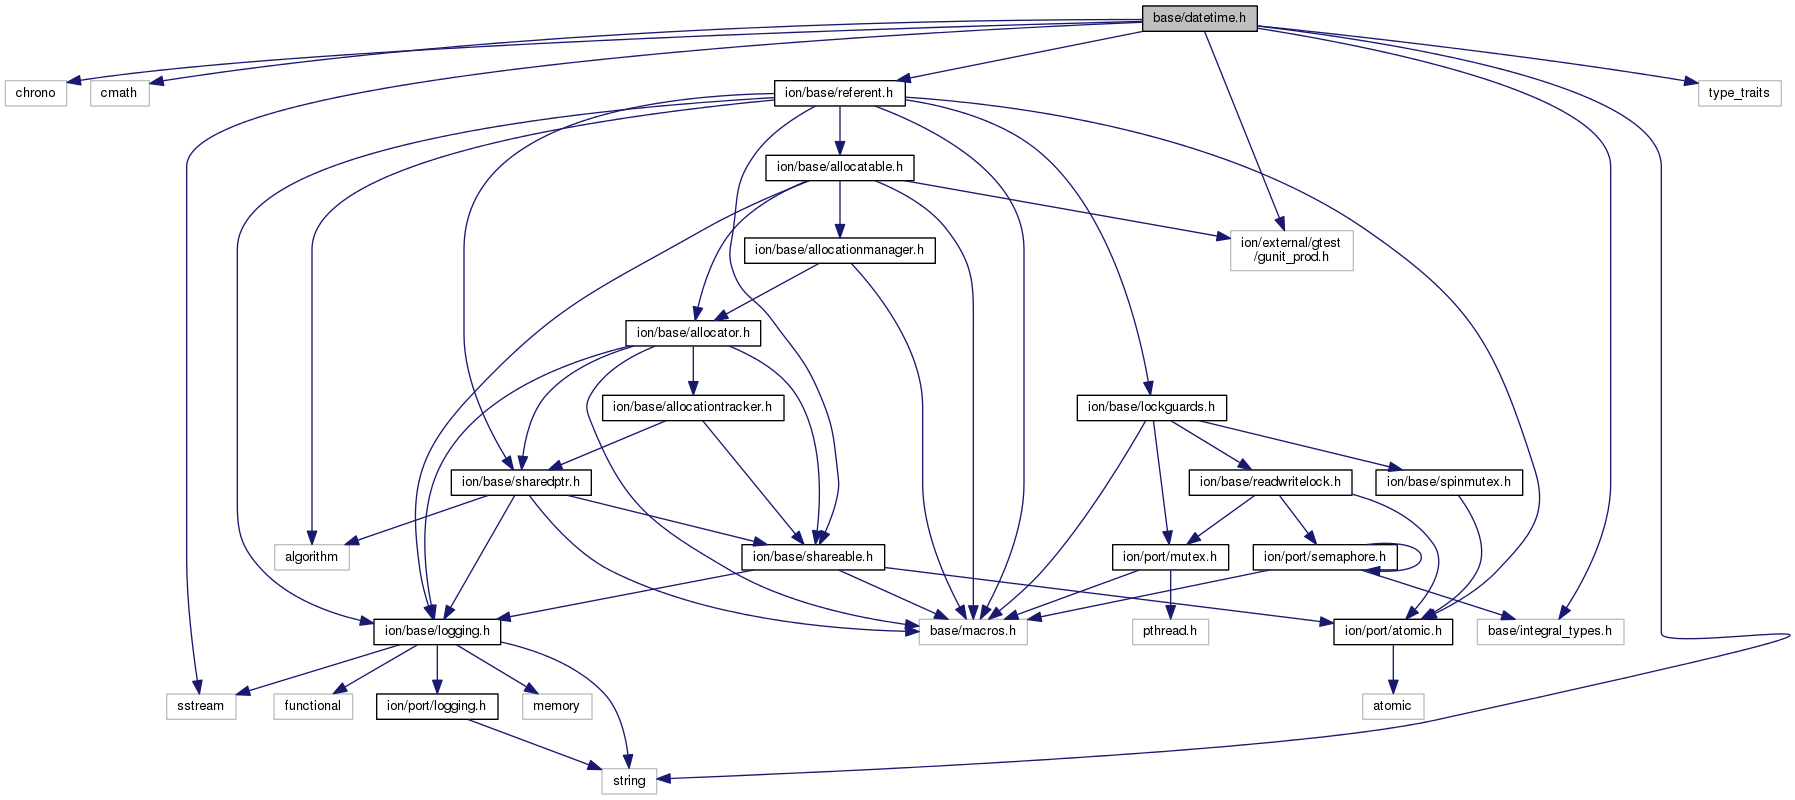 base/datetime.h
chrono
cmath
ion/base/referent.h
type_traits
ion/base/allocatable.h
ion/base/allocationmanager.h
ion/external/gtest
/gunit_prod.h
ion/base/allocator.h
ion/base/allocationtracker.h
ion/base/lockguards.h
ion/base/sharedptr.h
ion/base/readwritelock.h
ion/base/spinmutex.h
algorithm
ion/base/shareable.h
ion/port/mutex.h
ion/port/semaphore.h
ion/base/logging.h
base/macros.h
pthread.h
ion/port/atomic.h
base/integral_types.h
sstream
functional
ion/port/logging.h
memory
atomic
string